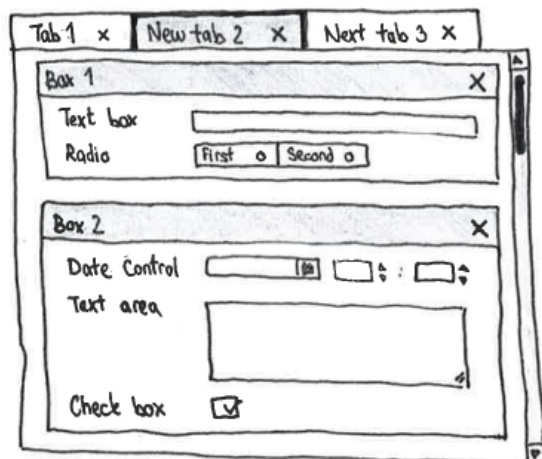 Tab 1 x New tab 2 x Next tab 3 x
Box 1 X
Text box
Radio First Second
Box 2 X
Date Control :
Text area
Check box